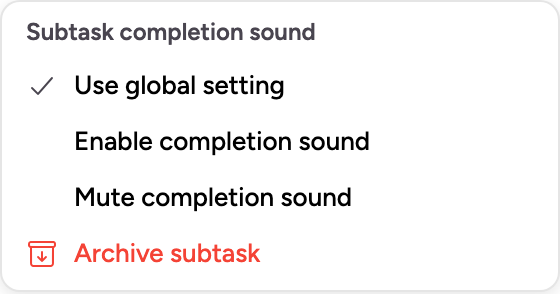 Subtask completion sound
Use global setting
Enable completion sound
Mute completion sound
Archive subtask